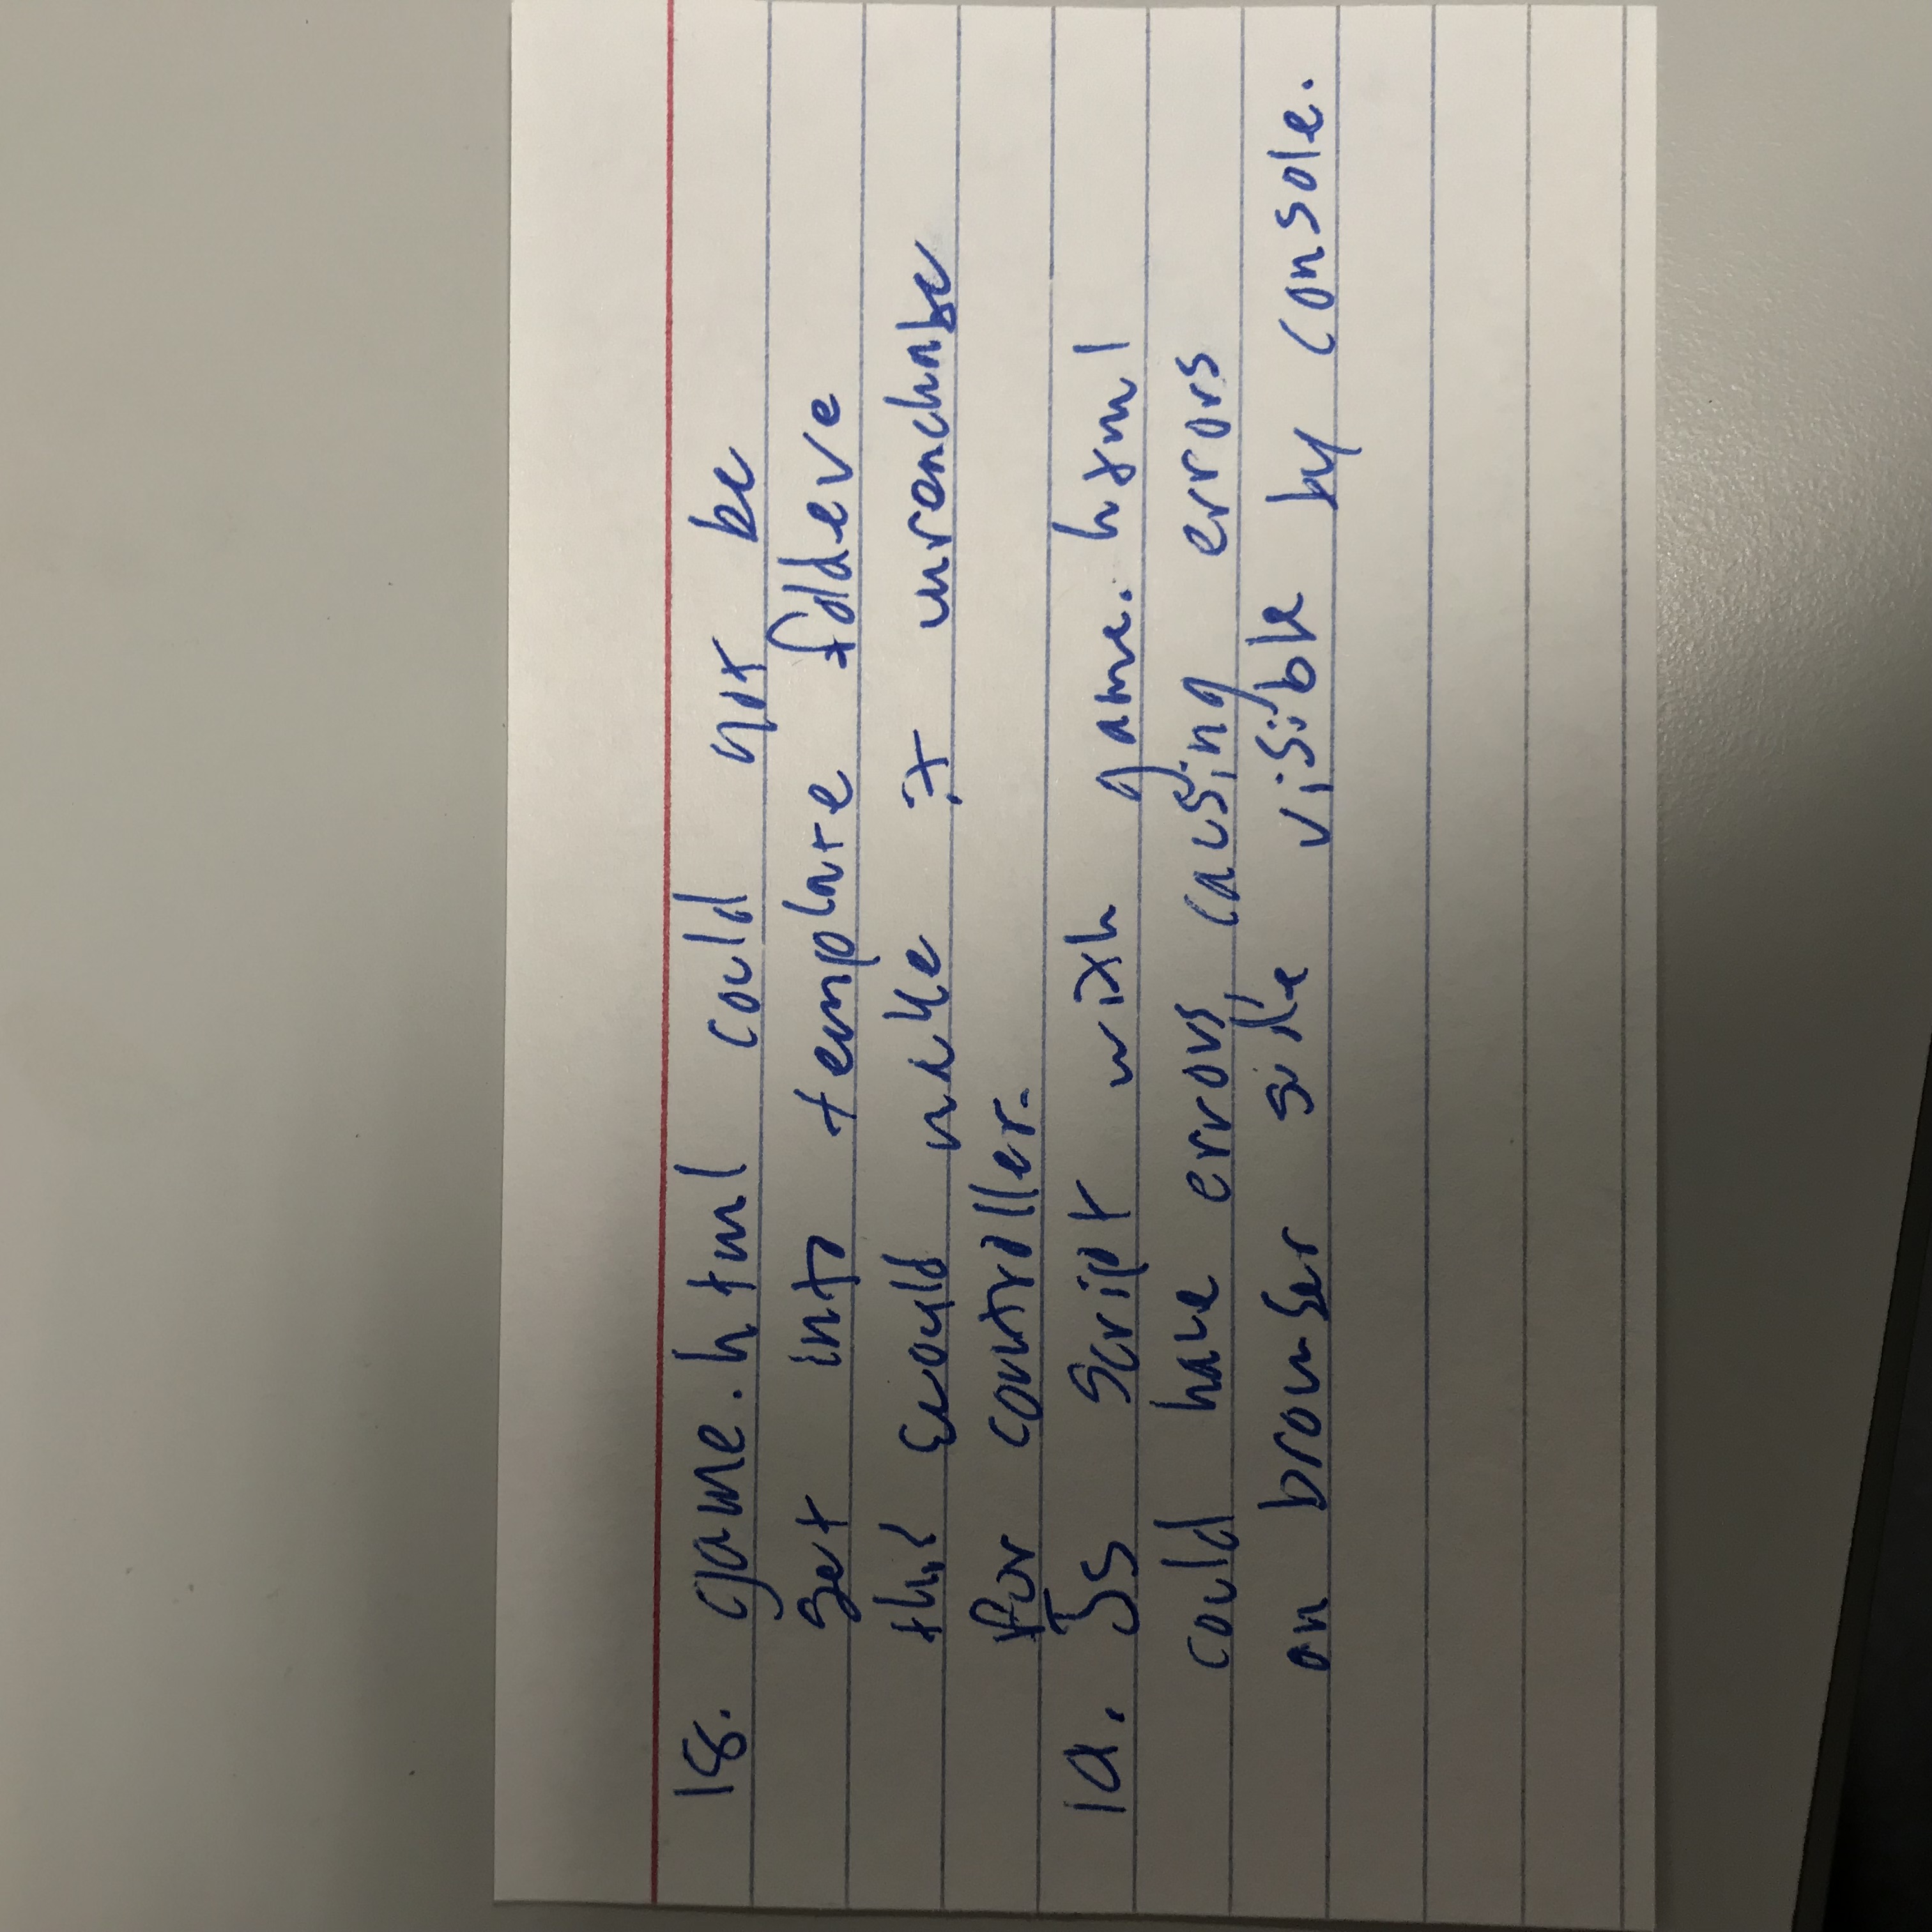 18. game.html could not be
set into template foldeve
this would make it unreachabe
for controller.
19. Js script with game.html
could have errors, causing errors
on browser side visible by console.